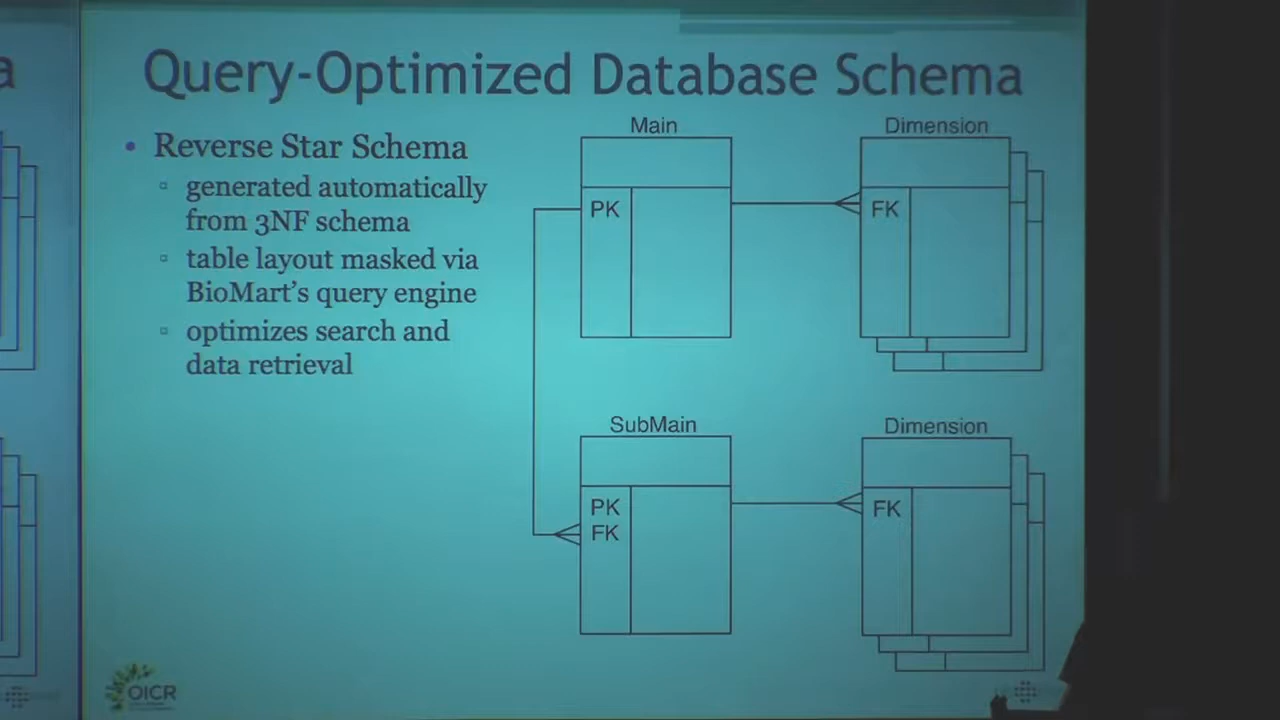 a
Query-Optimized Database Schema
• Reverse Star Schema
▫ generated automatically
from 3NF schema
▫ table layout masked via
BioMart's query engine
▫ optimizes search and
data retrieval
Main
PK
Dimension
FK
SubMain
PK
FK
Dimension
FK
OICR